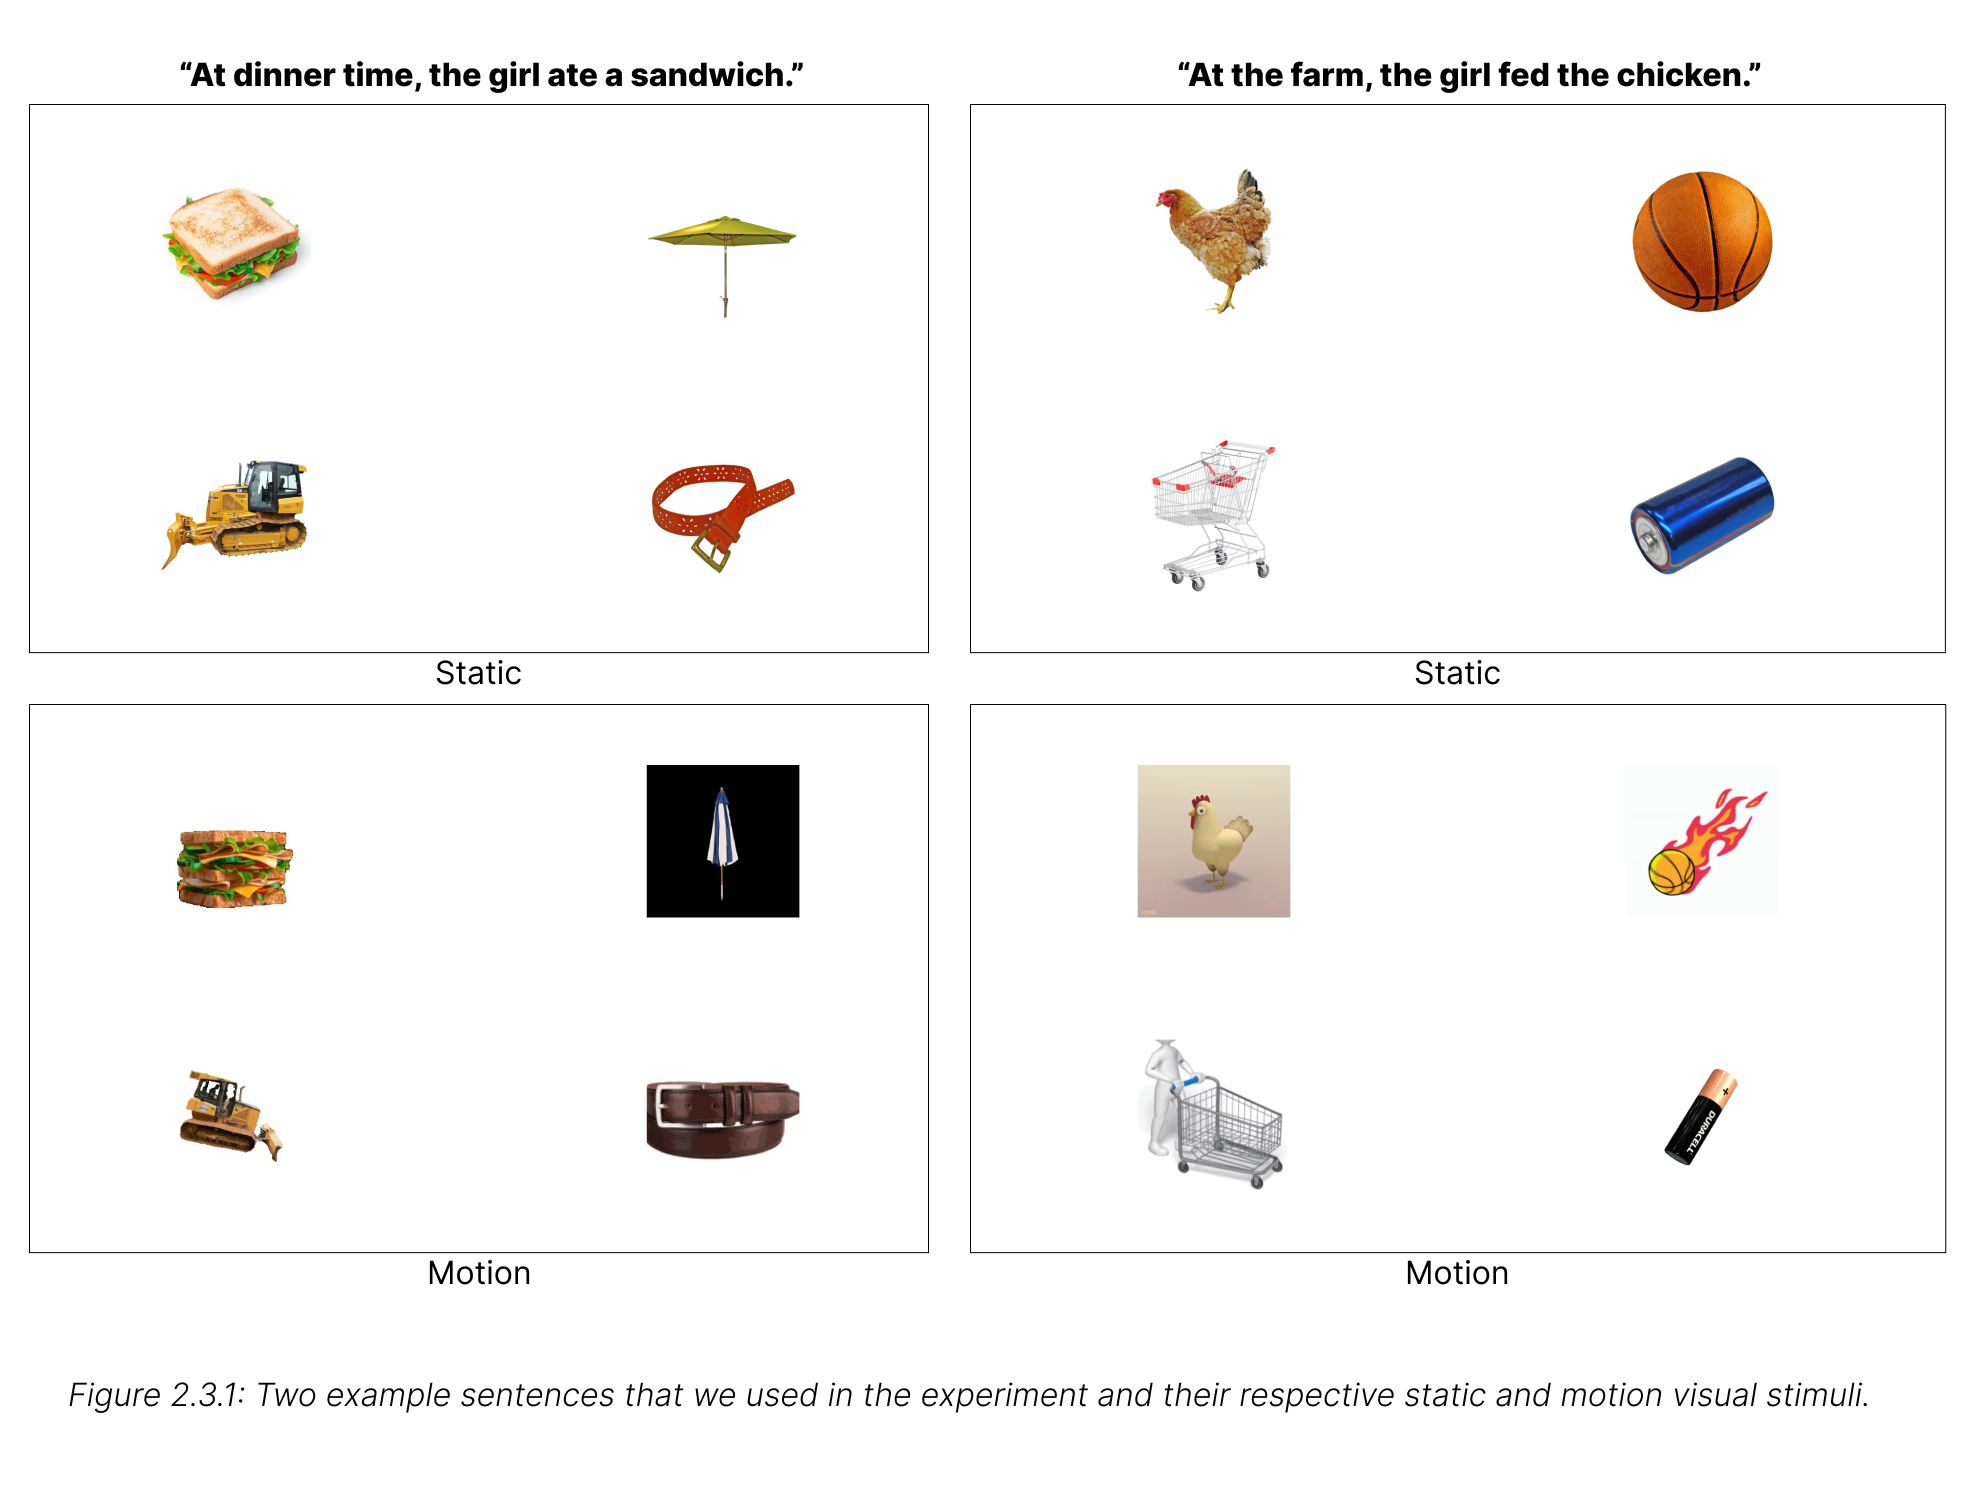 “At dinner time, the girl ate a sandwich.”
“At the farm, the girl fed the chicken.”
Static
Static
DURACELL
+
Motion
Motion
Figure 2.3.1: Two example sentences that we used in the experiment and their respective static and motion visual stimuli.